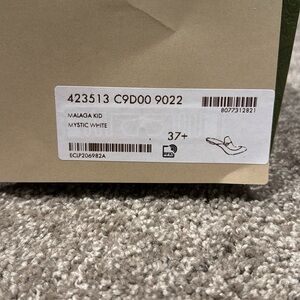 423513 C9D00 9022
8077312821
MALAGA KID
MYSTIC WHITE
37+
ECLP206982A